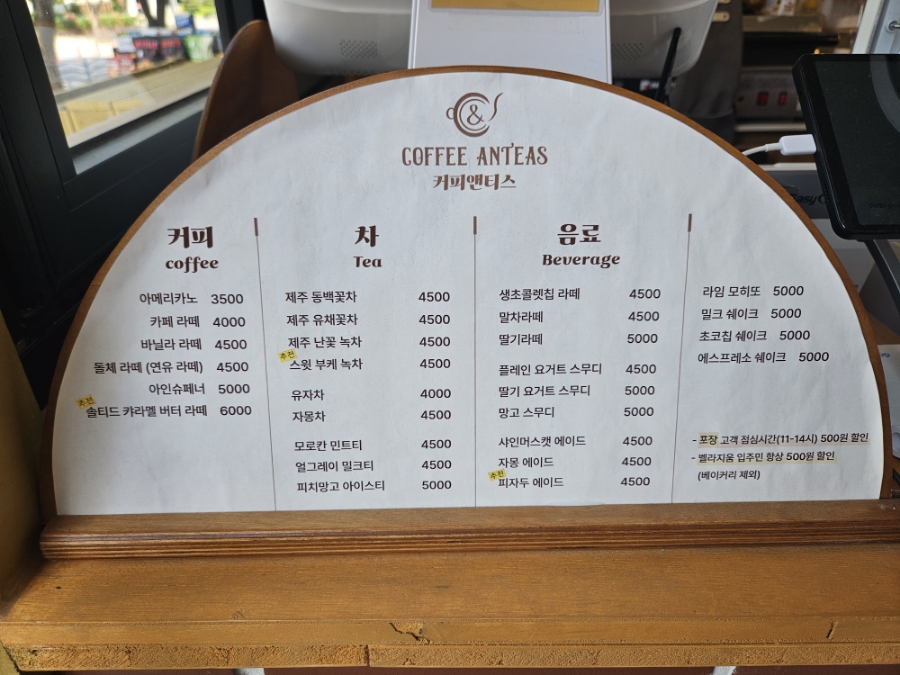 &
COFFEE ANTEAS
커피앤티스
커피
coffee
아메리카노 3500
카페 라떼 4000
바닐라 라떼 4500
돌체 라떼 (연유 라떼) 4500
아인슈페너 5000
추천
솔티드 캬라멜 버터 라떼 6000
차
Tea
제주 동백꽃차 4500
제주 유채꽃차 4500
제주 난꽃 녹차 4500
추천
스윗 부케 녹차 4500
유자차 4000
자몽차 4500
모로칸 민트티 4500
얼그레이 밀크티 4500
피치망고 아이스티 5000
음료
Beverage
생초콜렛칩 라떼 4500
말차라떼 4500
딸기라떼 5000
플레인 요거트 스무디 4500
딸기 요거트 스무디 5000
망고 스무디 5000
샤인머스캣 에이드 4500
자몽 에이드 4500
추천
피자두 에이드 4500
라임 모히또 5000
밀크 쉐이크 5000
초코칩 쉐이크 5000
에스프레소 쉐이크 5000
- 포장 고객 점심시간(11-14시) 500원 할인
- 벨라지움 입주민 항상 500원 할인
(베이커리 제외)